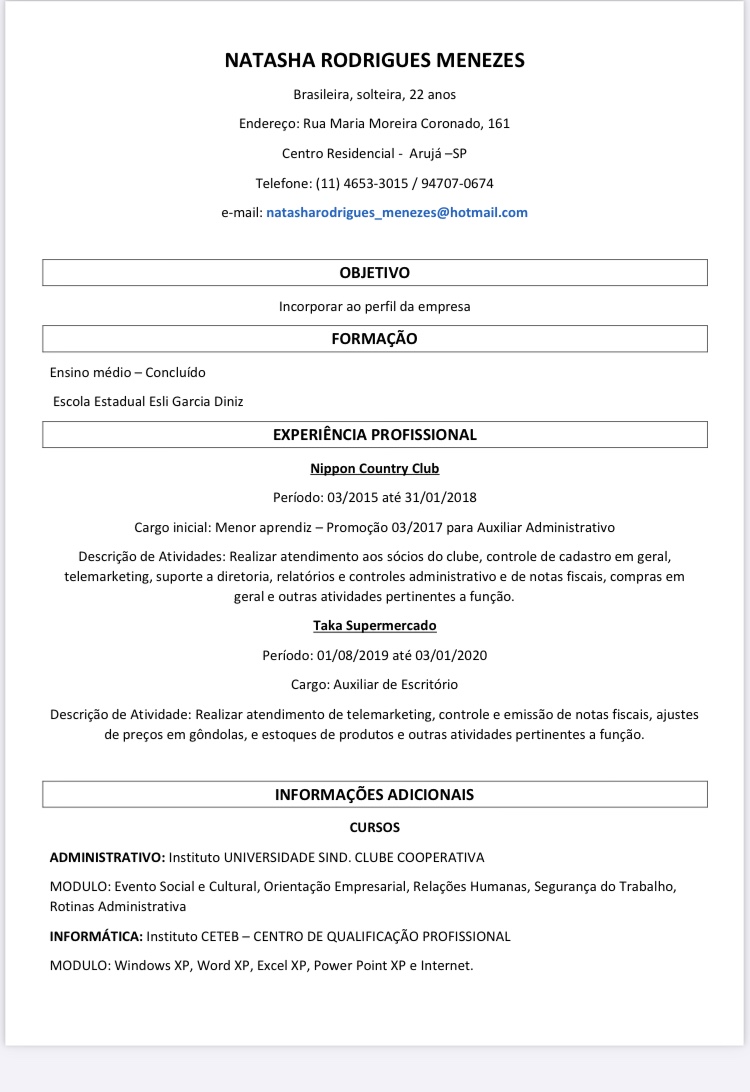 NATASHA RODRIGUES MENEZES
Brasileira, solteira, 22 anos
Endereço: Rua Maria Moreira Coronado, 161
Centro Residencial - Arujá –SP
Telefone: (11) 4653-3015 / 94707-0674
e-mail: natasharodrigues_menezes@hotmail.com
OBJETIVO
Incorporar ao perfil da empresa
FORMAÇÃO
Ensino médio – Concluído
Escola Estadual Esli Garcia Diniz
EXPERIÊNCIA PROFISSIONAL
Nippon Country Club
Período: 03/2015 até 31/01/2018
Cargo inicial: Menor aprendiz – Promoção 03/2017 para Auxiliar Administrativo
Descrição de Atividades: Realizar atendimento aos sócios do clube, controle de cadastro em geral,
telemarketing, suporte a diretoria, relatórios e controles administrativo e de notas fiscais, compras em
geral e outras atividades pertinentes a função.
Taka Supermercado
Período: 01/08/2019 até 03/01/2020
Cargo: Auxiliar de Escritório
Descrição de Atividade: Realizar atendimento de telemarketing, controle e emissão de notas fiscais, ajustes
de preços em gôndolas, e estoques de produtos e outras atividades pertinentes a função.
INFORMAÇÕES ADICIONAIS
CURSOS
ADMINISTRATIVO: Instituto UNIVERSIDADE SIND. CLUBE COOPERATIVA
MODULO: Evento Social e Cultural, Orientação Empresarial, Relações Humanas, Segurança do Trabalho,
Rotinas Administrativa
INFORMÁTICA: Instituto CETEB – CENTRO DE QUALIFICAÇÃO PROFISSIONAL
MODULO: Windows XP, Word XP, Excel XP, Power Point XP e Internet.